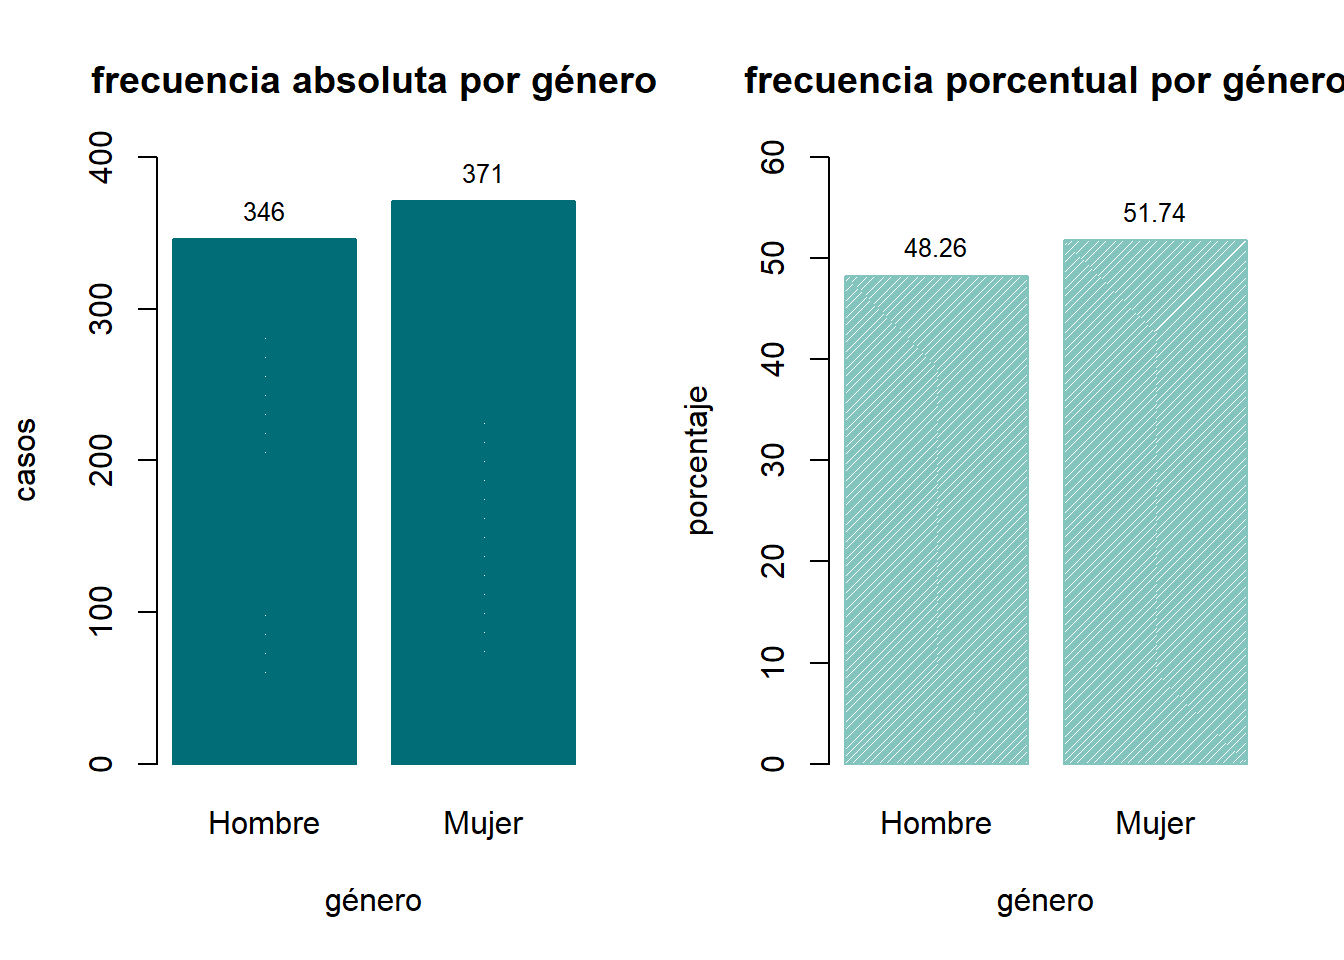 frecuencia absoluta por género
400
300
200
100
0
casos
346
371
Hombre
Mujer
género
frecuencia porcentual por género
60
50
40
30
20
10
0
porcentaje
48.26
51.74
Hombre
Mujer
género